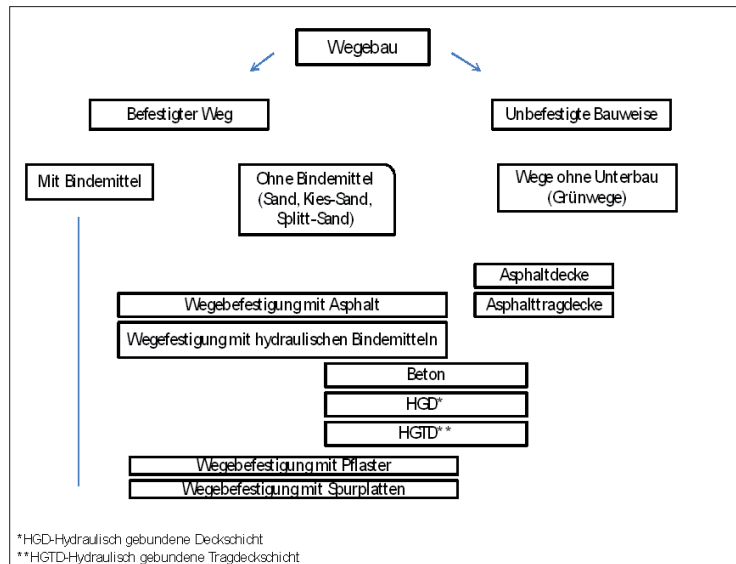 Wegebau
Befestigter Weg
Unbefestigte Bauweise
Mit Bindemittel
Ohne Bindemittel
(Sand, Kies-Sand,
Splitt-Sand)
Wege ohne Unterbau
(Grünwege)
Asphaltdecke
Wegebefestigung mit Asphalt
Asphalttragdecke
Wegefestigung mit hydraulischen Bindemitteln
Beton
HGD*
HGTD**
Wegebefestigung mit Pflaster
Wegebefestigung mit Spurplatten
*HGD-Hydraulisch gebundene Deckschicht
**HGTD-Hydraulisch gebundene Tragdeckschicht